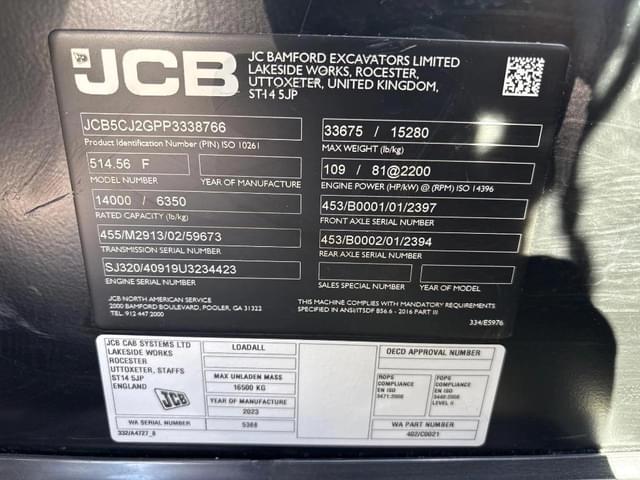 JCB
JC BAMFORD EXCAVATORS LIMITED
LAKESIDE WORKS, ROCESTER,
UTTOXETER, UNITED KINGDOM,
ST14 5JP
JCB5CJ2GPP3338766
Product Identification Number (PIN) ISO 10261
514.56 F
MODEL NUMBER
YEAR OF MANUFACTURE
14000 / 6350
RATED CAPACITY (lb/kg)
455/M2913/02/59673
TRANSMISSION SERIAL NUMBER
SJ320/40919U3234423
ENGINE SERIAL NUMBER
33675 / 15280
MAX WEIGHT (lb/kg)
109 / 81@2200
ENGINE POWER (HP/kW) @ (RPM) ISO 14396
453/B0001/01/2397
FRONT AXLE SERIAL NUMBER
453/B0002/01/2394
REAR AXLE SERIAL NUMBER
SALES SPECIAL NUMBER
YEAR OF MODEL
JCB NORTH AMERICAN SERVICE
2000 BAMFORD BOULEVARD, POOLER, GA 31322
TEL. 912 447 2000
THIS MACHINE COMPLIES WITH MANDATORY REQUIREMENTS
FROM ANSI/ITSDF B56.6 - 2016 PART III
334/E5976
JCB CAB SYSTEMS LTD
LAKESIDE WORKS
ROCESTER
UTTOXETER, STAFFS
ST14 5JP
ENGLAND
JCB
WA SERIAL NUMBER
332/A4727_8
LOADALL
MAX UNLADEN MASS
16500 KG
YEAR OF MANUFACTURE
2023
5368
OECD APPROVAL NUMBER
ROPS
EN ISO
3471:2008
FOPS
EN ISO
3449:2008
LEVEL II
WA PART NUMBER
402/C0021